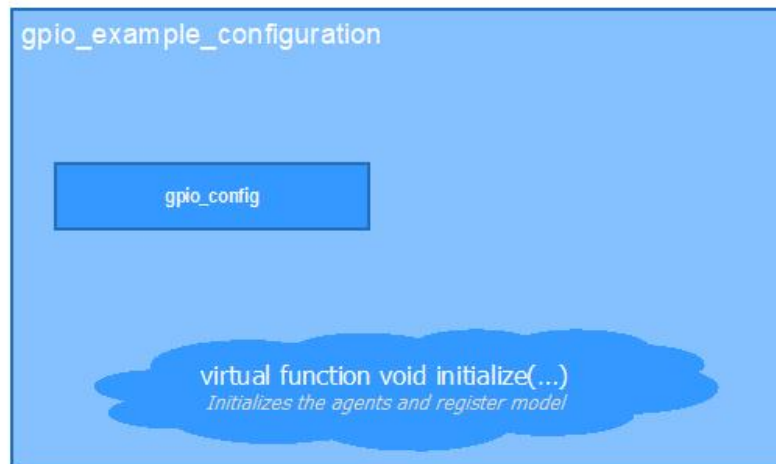 gpio_example_configuration
gpio_config
virtual function void initialize(...)
Initializes the agents and register model